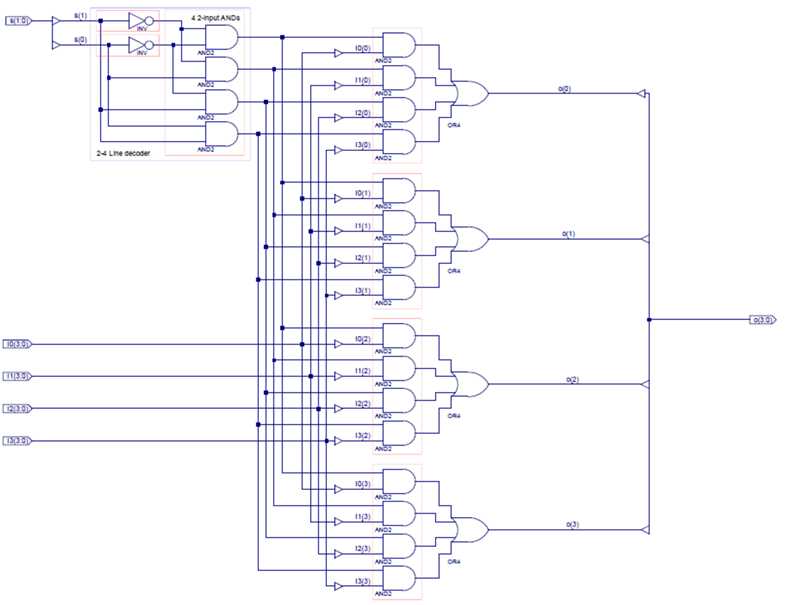 s(1:0)
s(1)
INV
s(0)
INV
4 2-input ANDs
AND2
AND2
AND2
AND2
2-4 Line decoder
I0(0)
AND2
I1(0)
AND2
I2(0)
AND2
I3(0)
AND2
OR4
o(0)
I0(1)
AND2
I1(1)
AND2
I2(1)
AND2
I3(1)
AND2
OR4
o(1)
o(3:0)
I0(3:0)
I1(3:0)
I2(3:0)
I3(3:0)
I0(2)
AND2
I1(2)
AND2
I2(2)
AND2
I3(2)
AND2
OR4
o(2)
I0(3)
AND2
I1(3)
AND2
I2(3)
AND2
I3(3)
AND2
OR4
o(3)